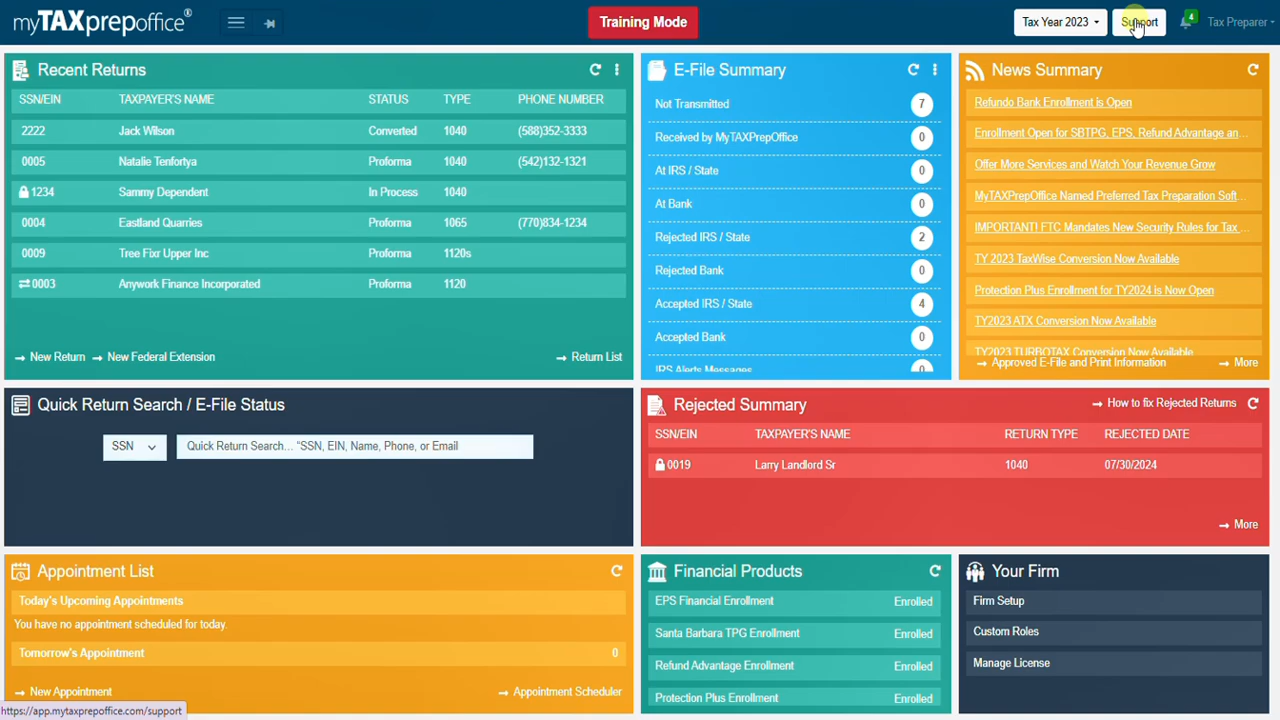 myTAXprepoffice®
Training Mode
Tax Year 2023
Support
4
Tax Preparer
Recent Returns
SSN/EIN TAXPAYER'S NAME STATUS TYPE PHONE NUMBER
2222 Jack Wilson Converted 1040 (588)352-3333
0005 Natalie Tenfortya Proforma 1040 (542)132-1321
1234 Sammy Dependent In Process 1040
0004 Eastland Quarries Proforma 1065 (770)834-1234
0009 Tree Fixr Upper Inc Proforma 1120s
0003 Anywork Finance Incorporated Proforma 1120
→ New Return → New Federal Extension → Return List
E-File Summary
Not Transmitted 7
Received by MyTAXPrepOffice 0
At IRS / State 0
At Bank 0
Rejected IRS / State 2
Rejected Bank 0
Accepted IRS / State 4
Accepted Bank 0
IRS Alerts Messages 0
News Summary
Refundo Bank Enrollment is Open
Enrollment Open for SBTPG, EPS, Refund Advantage an...
Offer More Services and Watch Your Revenue Grow
MyTAXPrepOffice Named Preferred Tax Preparation Soft...
IMPORTANT! FTC Mandates New Security Rules for Tax ...
TY 2023 TaxWise Conversion Now Available
Protection Plus Enrollment for TY2024 is Now Open
TY2023 ATX Conversion Now Available
TY2023 TURBOTAX Conversion Now Available
→ Approved E-File and Print Information → More
Quick Return Search / E-File Status
SSN Quick Return Search... "SSN, EIN, Name, Phone, or Email
Rejected Summary → How to fix Rejected Returns
SSN/EIN TAXPAYER'S NAME RETURN TYPE REJECTED DATE
0019 Larry Landlord Sr 1040 07/30/2024
→ More
Appointment List
Today's Upcoming Appointments
You have no appointment scheduled for today.
Tomorrow's Appointment 0
→ New Appointment → Appointment Scheduler
Financial Products
EPS Financial Enrollment Enrolled
Santa Barbara TPG Enrollment Enrolled
Refund Advantage Enrollment Enrolled
Protection Plus Enrollment Enrolled
Your Firm
Firm Setup
Custom Roles
Manage License
https://app.mytaxprepoffice.com/support